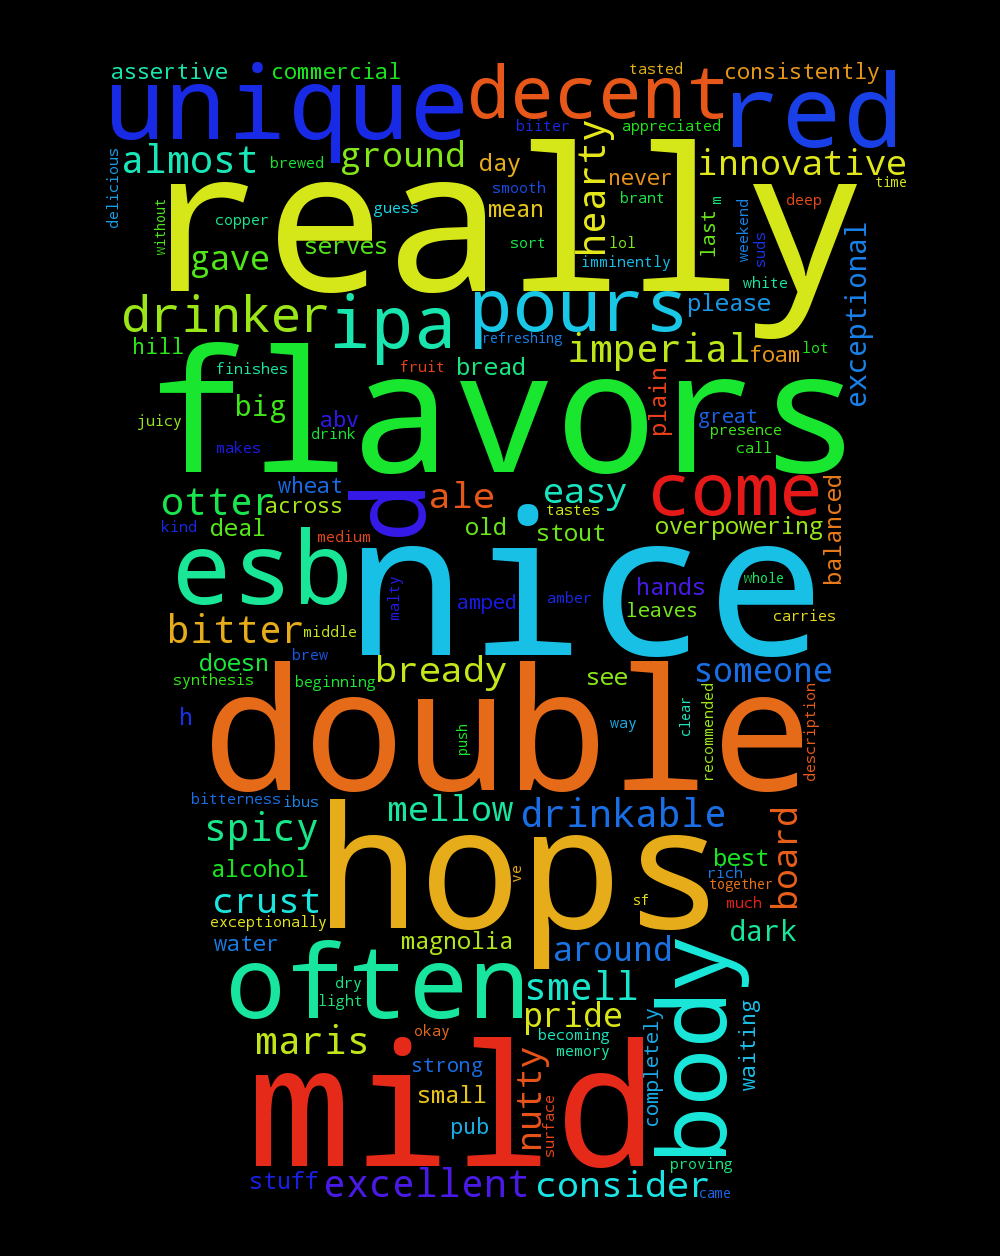 assertive commercial tasted consistently
unique decent red
biiter appreciated
almost brewed ground day hearty never innovative
delicious really time
smooth mean brant m deep
without copper guess last weekend suds
gave serves sort lol imminently exceptional
white
drinker ipa pours please
hill refreshing imperial foam lot
finishes fruit bread plain
flavors
juicy big abv great
drink presence
makes call
otter wheat d ale easy come balanced
across tastes
kind deal old stout overpowering
esb medium nice
malty amped amber hands whole
leaves carries
bitter middle
doesn brew bready see someone
synthesis beginning
double
h push way clear recommended description
bitterness ibus mellow drinkable board
spicy hops
alcohol ve best
rich
together
crust sf much
exceptionally
water magnolia around dark
often dry smell body
light pride waiting
maris okay becoming completely
memory
mild strong nutty
small surface
pub
proving
stuff excellent consider came